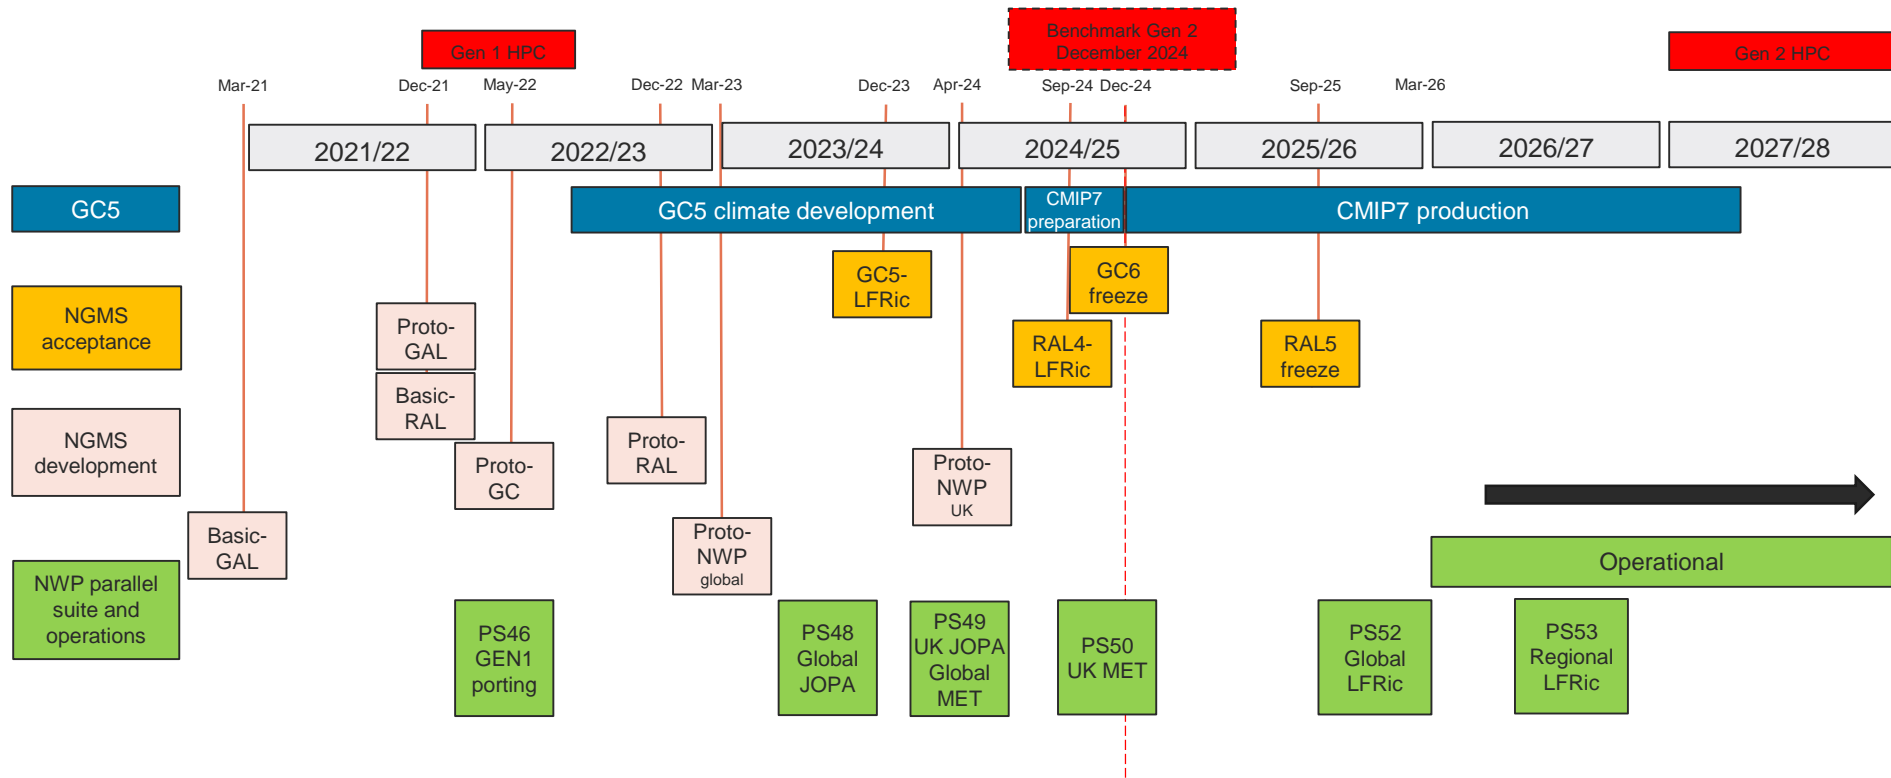 Gen 1 HPC
Benchmark Gen 2
December 2024
Gen 2 HPC
Mar-21
Dec-21
May-22
Dec-22
Mar-23
Dec-23
Apr-24
Sep-24
Dec-24
Sep-25
Mar-26
2021/22
2022/23
2023/24
2024/25
2025/26
2026/27
2027/28
GC5
GC5 climate development
CMIP7
preparation
CMIP7 production
NGMS
acceptance
GC5-
LFRic
GC6
freeze
RAL4-
LFRic
RAL5
freeze
Proto-
GAL
Basic-
RAL
NGMS
development
Proto-
GC
Proto-
RAL
Proto-
NWP
UK
Basic-
GAL
Proto-
NWP
global
Operational
NWP parallel
suite and
operations
PS46
GEN1
porting
PS48
Global
JOPA
PS49
UK JOPA
Global
MET
PS50
UK MET
PS52
Global
LFRic
PS53
Regional
LFRic